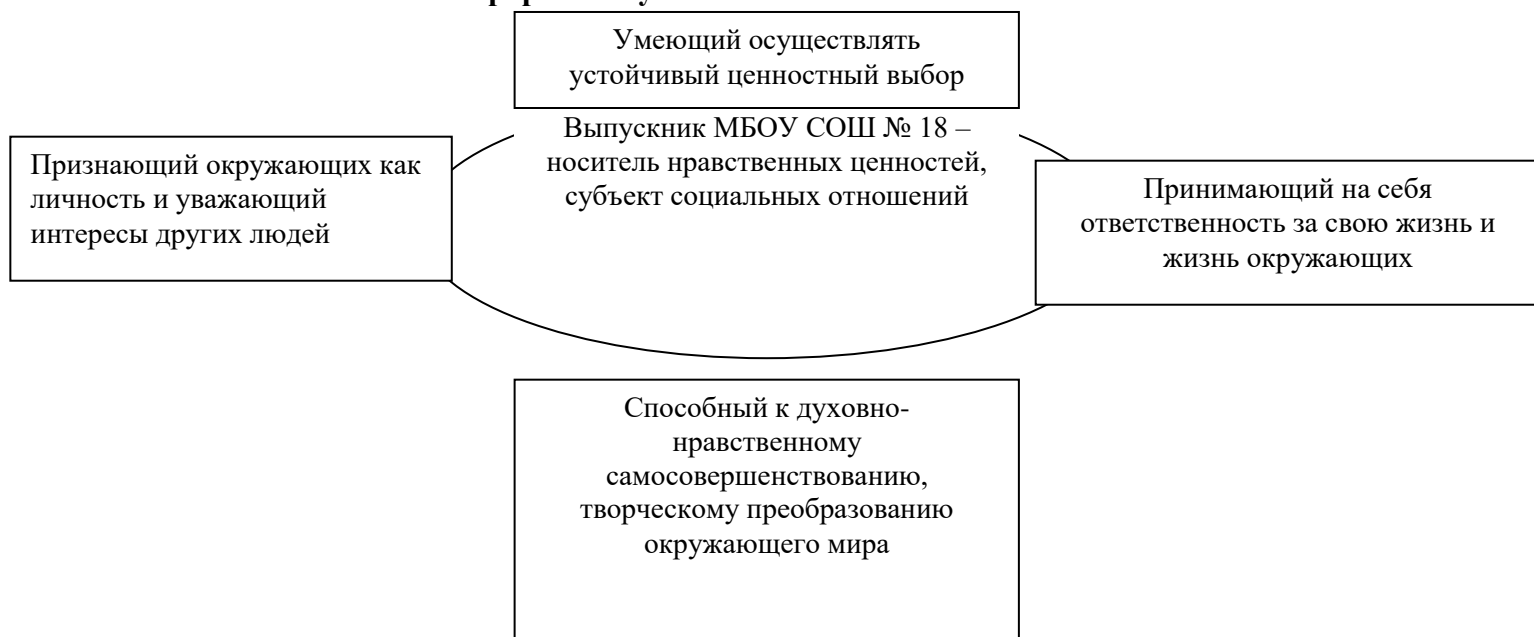 Умеющий осуществлять
устойчивый ценностный выбор
Выпускник МБОУ СОШ № 18 –
носитель нравственных ценностей,
субъект социальных отношений
Признающий окружающих как
личность и уважающий
интересы других людей
Принимающий на себя
ответственность за свою жизнь и
жизнь окружающих
Способный к духовно-
нравственному
самосовершенствованию,
творческому преобразованию
окружающего мира